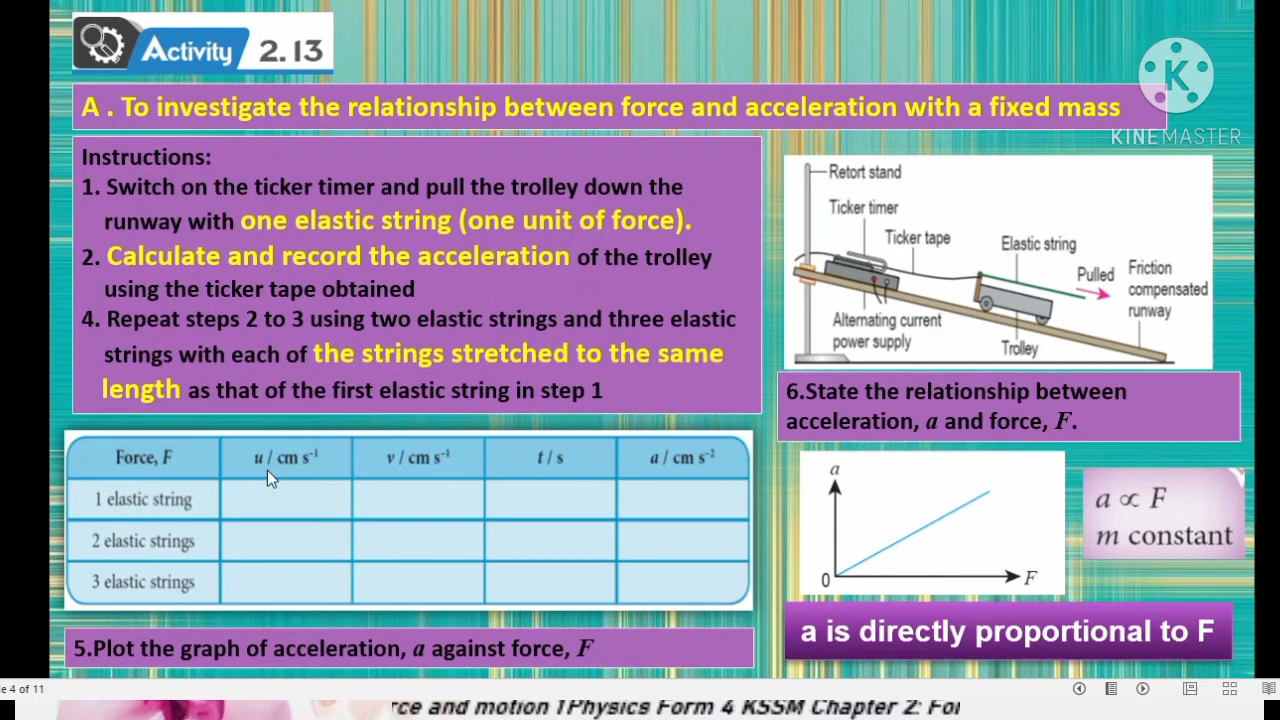 Activity 2.13
A . To investigate the relationship between force and acceleration with a fixed mass
K
KINEMASTER
Instructions:
1. Switch on the ticker timer and pull the trolley down the
runway with one elastic string (one unit of force).
2. Calculate and record the acceleration of the trolley
using the ticker tape obtained
4. Repeat steps 2 to 3 using two elastic strings and three elastic
strings with each of the strings stretched to the same
length as that of the first elastic string in step 1
Retort stand
Ticker timer
Ticker tape
Elastic string
Pulled
Friction
compensated
runway
Alternating current
power supply
Trolley
6.State the relationship between
acceleration, a and force, F.
Force, F u / cm s⁻¹ v / cm s⁻¹ t / s a / cm s⁻²
1 elastic string
2 elastic strings
3 elastic strings
a
0
F
a ∝ F
m constant
a is directly proportional to F
5.Plot the graph of acceleration, a against force, F
le 4 of 11
rce and motion 1Physics Form 4 KSSM Chapter 2: For